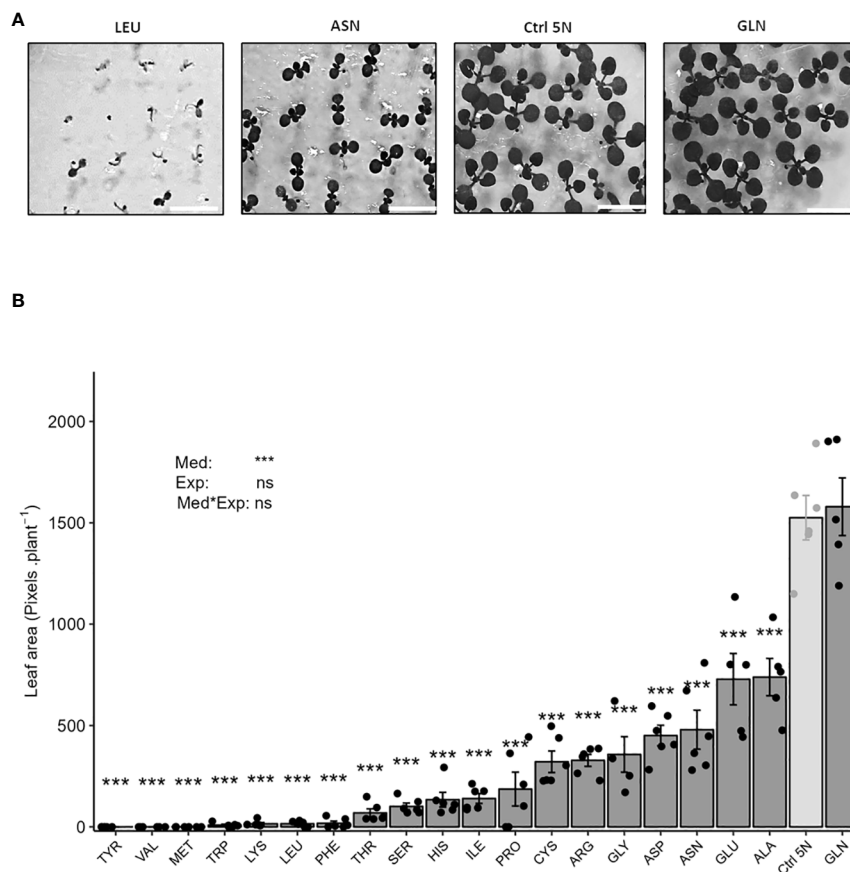 A
LEU ASN Ctrl 5N GLN
B
Leaf area (Pixels .plant⁻¹)
2000
1500
1000
500
0
Med: ***
Exp: ns
Med*Exp: ns
*** *** *** *** *** *** *** *** *** *** *** *** *** *** *** *** *** *** ***
TYR VAL MET TRP LYS LEU PHE THR SER HIS ILE PRO CYS ARG GLY ASP ASN GLU ALA Ctrl 5N GLN